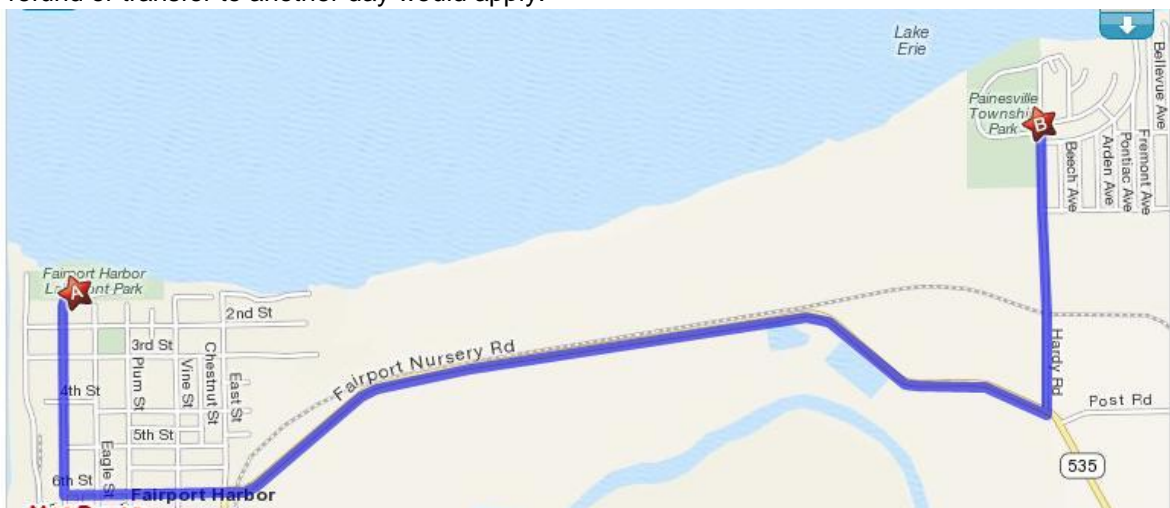 refund or transfer to another day would apply.
Lake
Erie
Bellevue Ave
Painesville
Township
Park
B
Beech Ave
Arden Ave
Pontiac Ave
Fremont Ave
Fairport Harbor
Park
A
2nd St
3rd St
Fairport Nursery Rd
Hardy Rd
4th St
Plum St
Vine St
Chestnut St
East St
Post Rd
5th St
Eagle St
535
6th St
Fairport Harbor